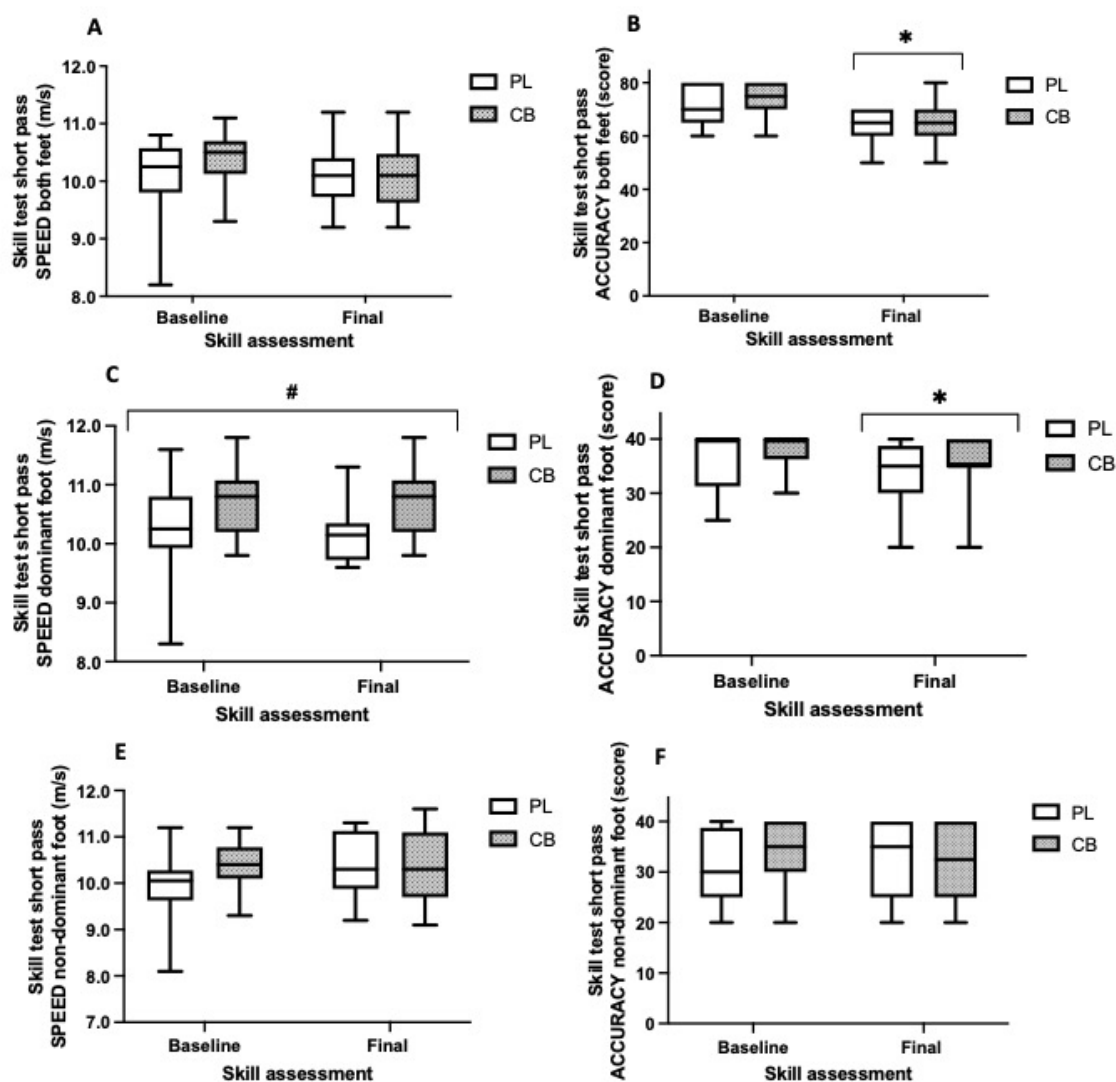 A
Skill test short pass
SPEED both feet (m/s)
12.0
11.0
10.0
9.0
8.0
Baseline
Final
Skill assessment
PL
CB
B
*
Skill test short pass
ACCURACY both feet (score)
80
60
40
20
0
Baseline
Final
Skill assessment
PL
CB
C
#
Skill test short pass
SPEED dominant foot (m/s)
12.0
11.0
10.0
9.0
8.0
Baseline
Final
Skill assessment
PL
CB
D
*
Skill test short pass
ACCURACY dominant foot (score)
40
30
20
10
0
Baseline
Final
Skill assessment
PL
CB
E
Skill test short pass
SPEED non-dominant foot (m/s)
12.0
11.0
10.0
9.0
8.0
7.0
Baseline
Final
Skill assessment
PL
CB
F
Skill test short pass
ACCURACY non-dominant foot (score)
40
30
20
10
0
Baseline
Final
Skill assessment
PL
CB